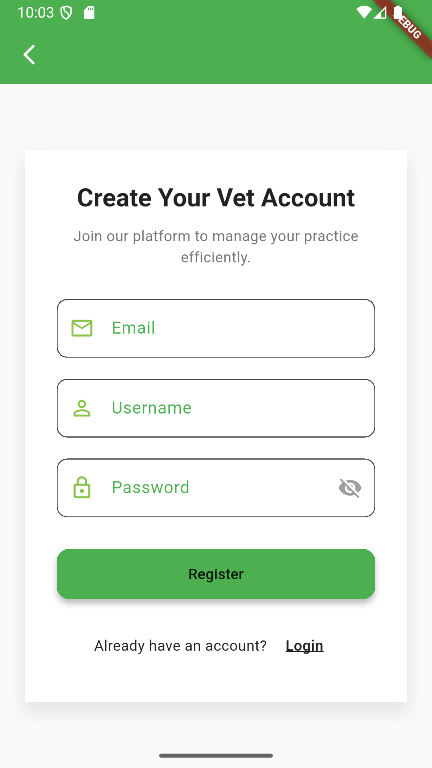 10:03
DEBUG
Create Your Vet Account
Join our platform to manage your practice
efficiently.
Email
Username
Password
Register
Already have an account? Login